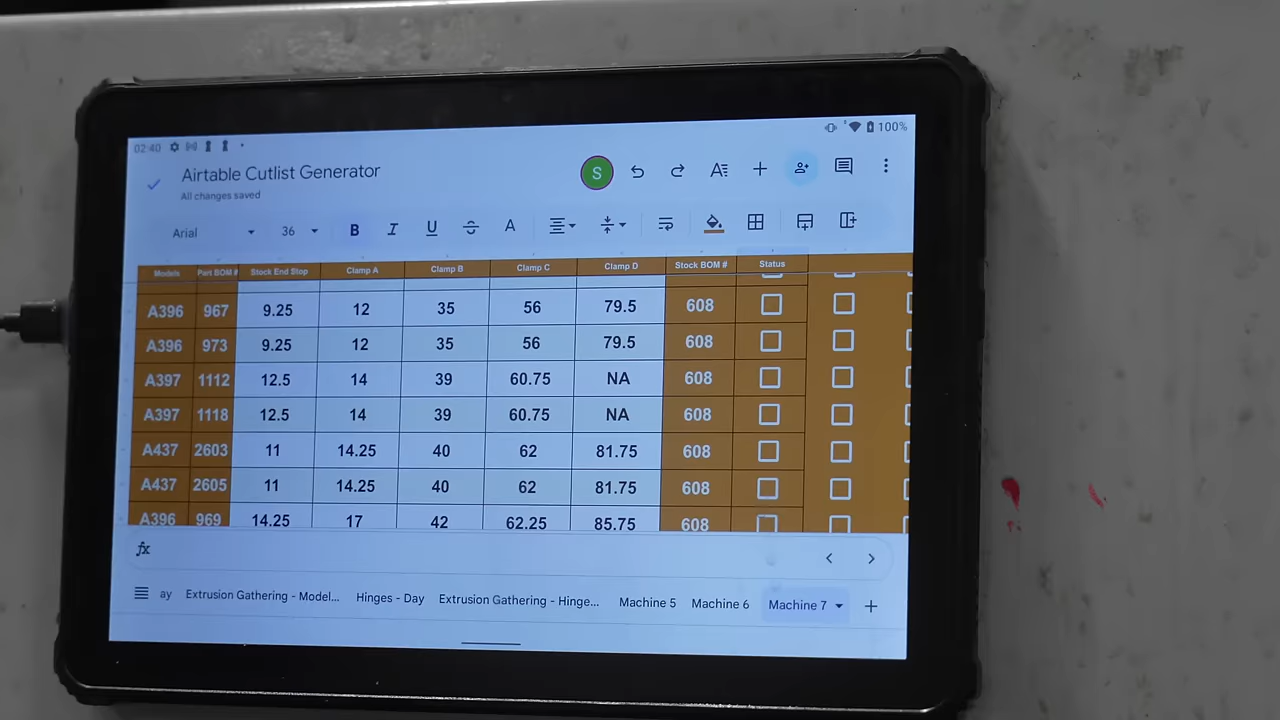 02:40 100%
Airtable Cutlist Generator
All changes saved
S
Arial 36 B I U S A
Models Part BOM # Stock End Stop Clamp A Clamp B Clamp C Clamp D Stock BOM # Status
A396 967 9.25 12 35 56 79.5 608
A396 973 9.25 12 35 56 79.5 608
A397 1112 12.5 14 39 60.75 NA 608
A397 1118 12.5 14 39 60.75 NA 608
A437 2603 11 14.25 40 62 81.75 608
A437 2605 11 14.25 40 62 81.75 608
A396 969 14.25 17 42 62.25 85.75 608
fx
ay Extrusion Gathering - Model... Hinges - Day Extrusion Gathering - Hinge... Machine 5 Machine 6 Machine 7